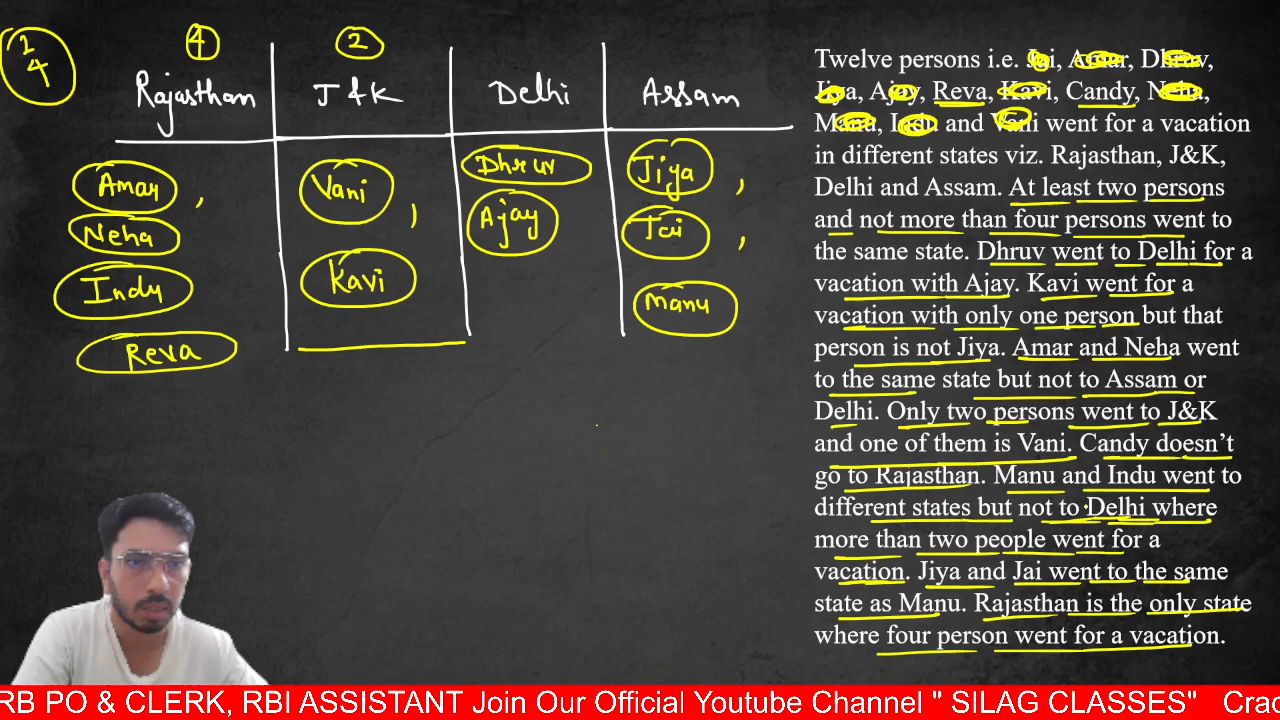 2
4
4
2
Rajasthan J&K Delhi Assam
Amar, Vani, Dhruv Jiya,
Neha Ajay Jai,
Indu Kavi Manu
Reva
Twelve persons i.e. Jai, Amar, Dhruv,
Jiya, Ajay, Reva, Kavi, Candy, Neha,
Manu, Indu and Vani went for a vacation
in different states viz. Rajasthan, J&K,
Delhi and Assam. At least two persons
and not more than four persons went to
the same state. Dhruv went to Delhi for a
vacation with Ajay. Kavi went for a
vacation with only one person but that
person is not Jiya. Amar and Neha went
to the same state but not to Assam or
Delhi. Only two persons went to J&K
and one of them is Vani. Candy doesn’t
go to Rajasthan. Manu and Indu went to
different states but not to Delhi where
more than two people went for a
vacation. Jiya and Jai went to the same
state as Manu. Rajasthan is the only state
where four person went for a vacation.
RB PO & CLERK, RBI ASSISTANT Join Our Official Youtube Channel " SILAG CLASSES" Crac